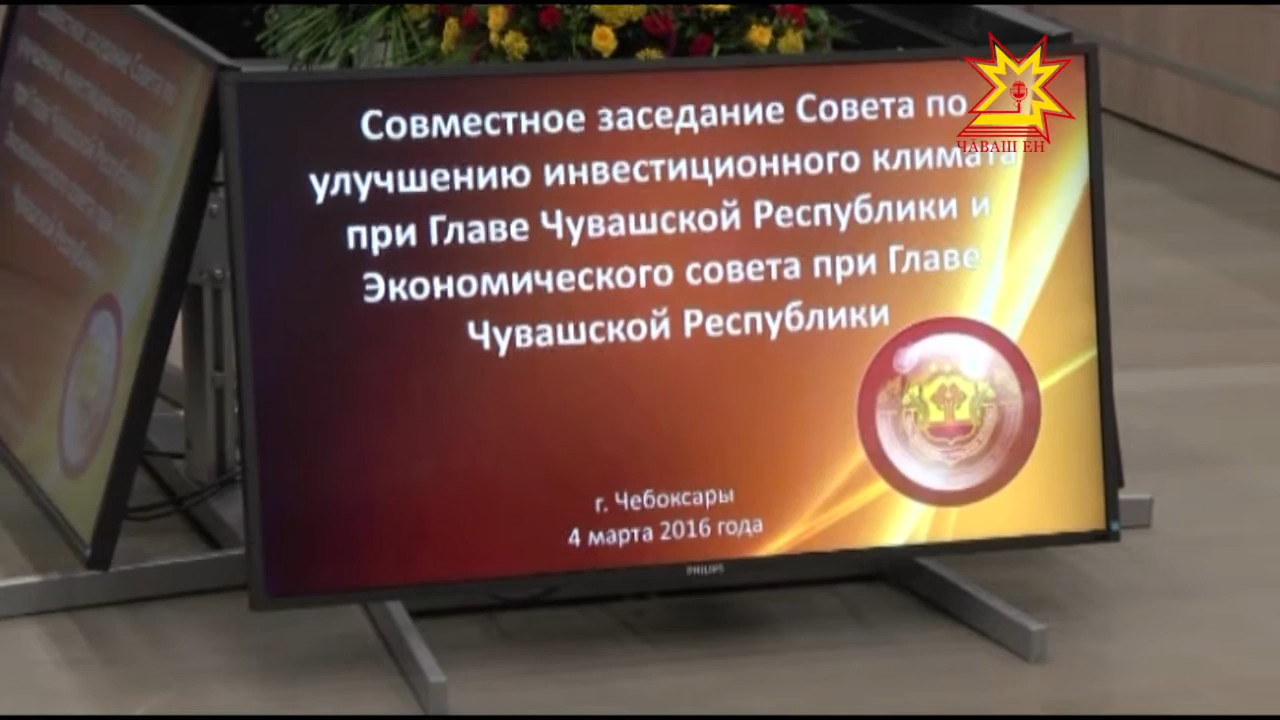 Совместное заседание Совета по
улучшению инвестиционного климата
при Главе Чувашской Республики и
Экономического совета при Главе
Чувашской Республики
г. Чебоксары
4 марта 2016 года
PHILIPS
ЧӐВАШ ЕН